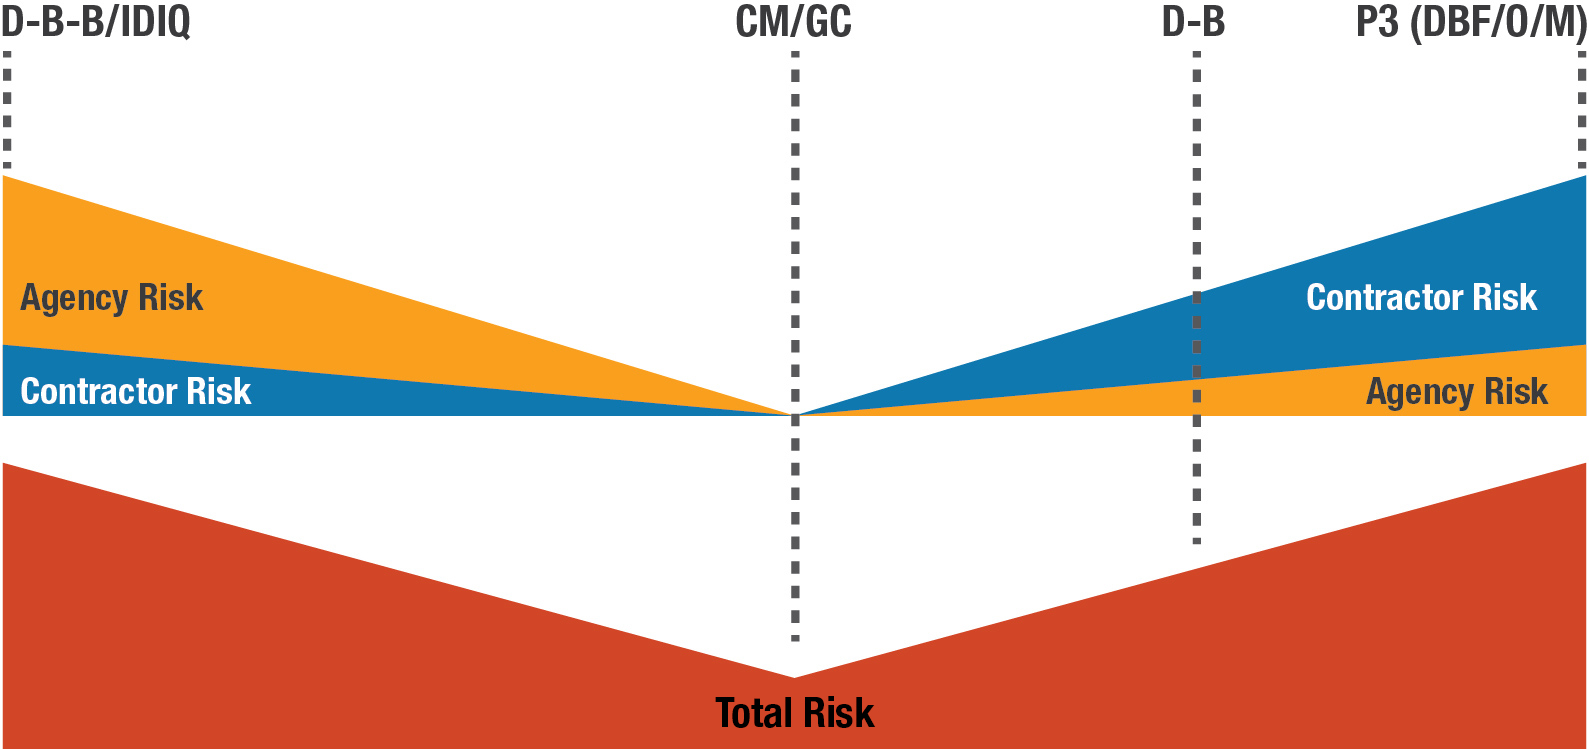 D-B-B/IDIQ
CM/GC
D-B
P3 (DBF/O/M)
Agency Risk
Contractor Risk
Contractor Risk
Agency Risk
Total Risk